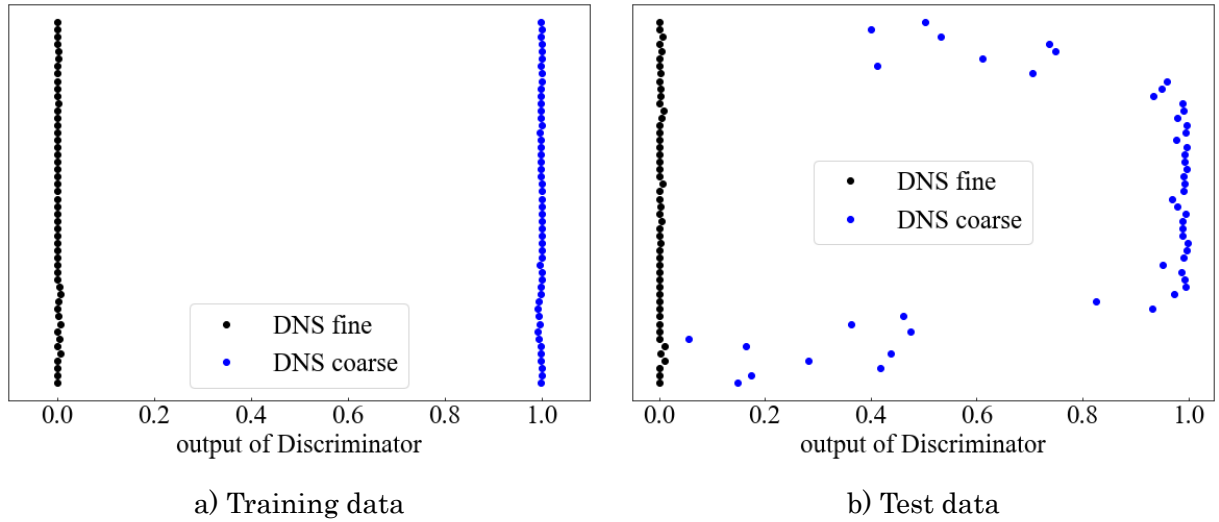 DNS fine
DNS coarse
0.0 0.2 0.4 0.6 0.8 1.0
output of Discriminator
a) Training data
DNS fine
DNS coarse
0.0 0.2 0.4 0.6 0.8 1.0
output of Discriminator
b) Test data